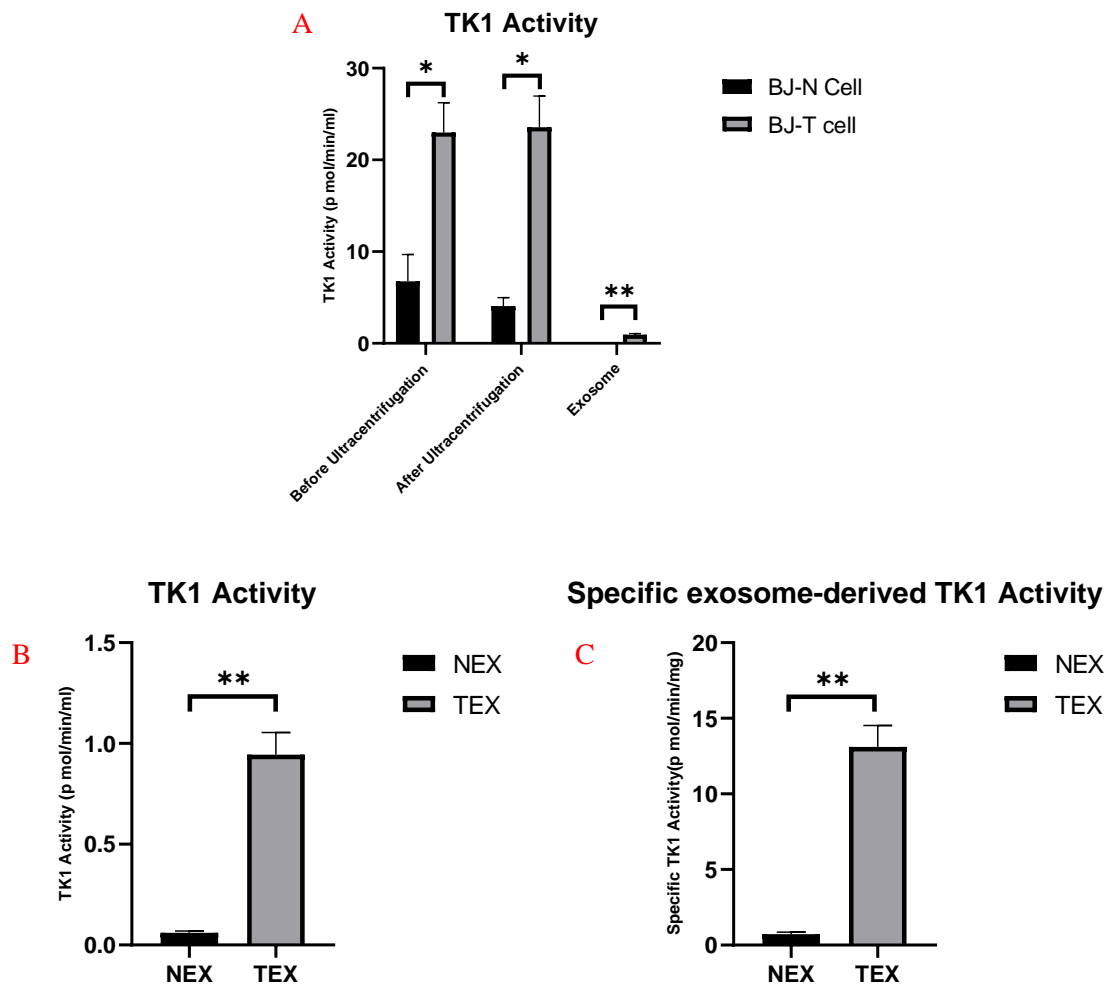 A
TK1 Activity
TK1 Activity (p mol/min/ml)
30
20
10
0
*
*
**
BJ-N Cell
BJ-T cell
Before Ultracentrifugation
After Ultracentrifugation
Exosome
B
TK1 Activity
TK1 Activity (p mol/min/ml)
1.5
1.0
0.5
0.0
**
NEX
TEX
NEX
TEX
C
Specific exosome-derived TK1 Activity
Specific TK1 Activity(p mol/min/mg)
20
15
10
5
0
**
NEX
TEX
NEX
TEX